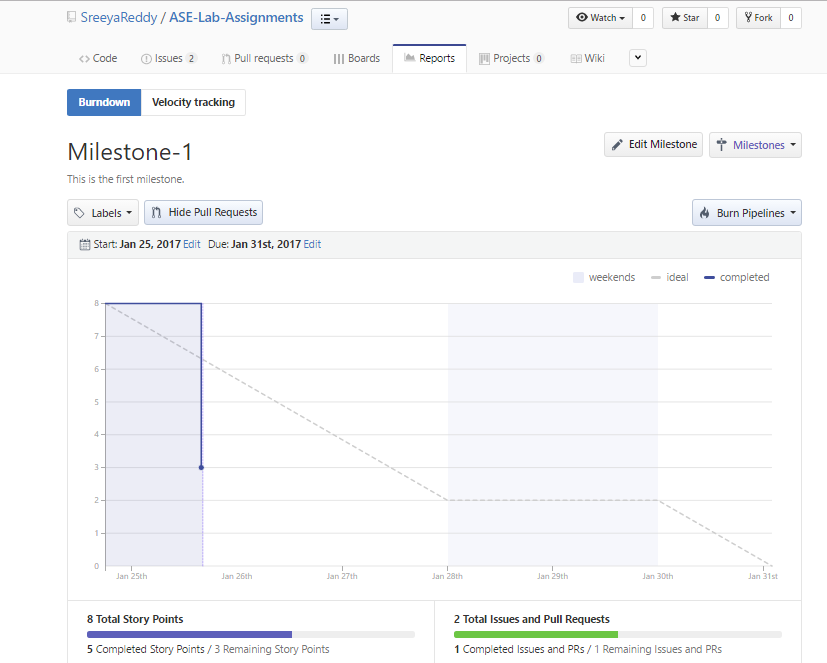 SreeyaReddy / ASE-Lab-Assignments
Watch 0 Star 0 Fork 0
Code Issues 2 Pull requests 0 Boards Reports Projects 0 Wiki
Burndown Velocity tracking
Milestone-1
Edit Milestone Milestones
This is the first milestone.
Labels Hide Pull Requests Burn Pipelines
Start: Jan 25, 2017 Edit Due: Jan 31st, 2017 Edit
weekends ideal completed
8
7
6
5
4
3
2
1
0
Jan 25th Jan 26th Jan 27th Jan 28th Jan 29th Jan 30th Jan 31st
8 Total Story Points
5 Completed Story Points / 3 Remaining Story Points
2 Total Issues and Pull Requests
1 Completed Issues and PRs / 1 Remaining Issues and PRs